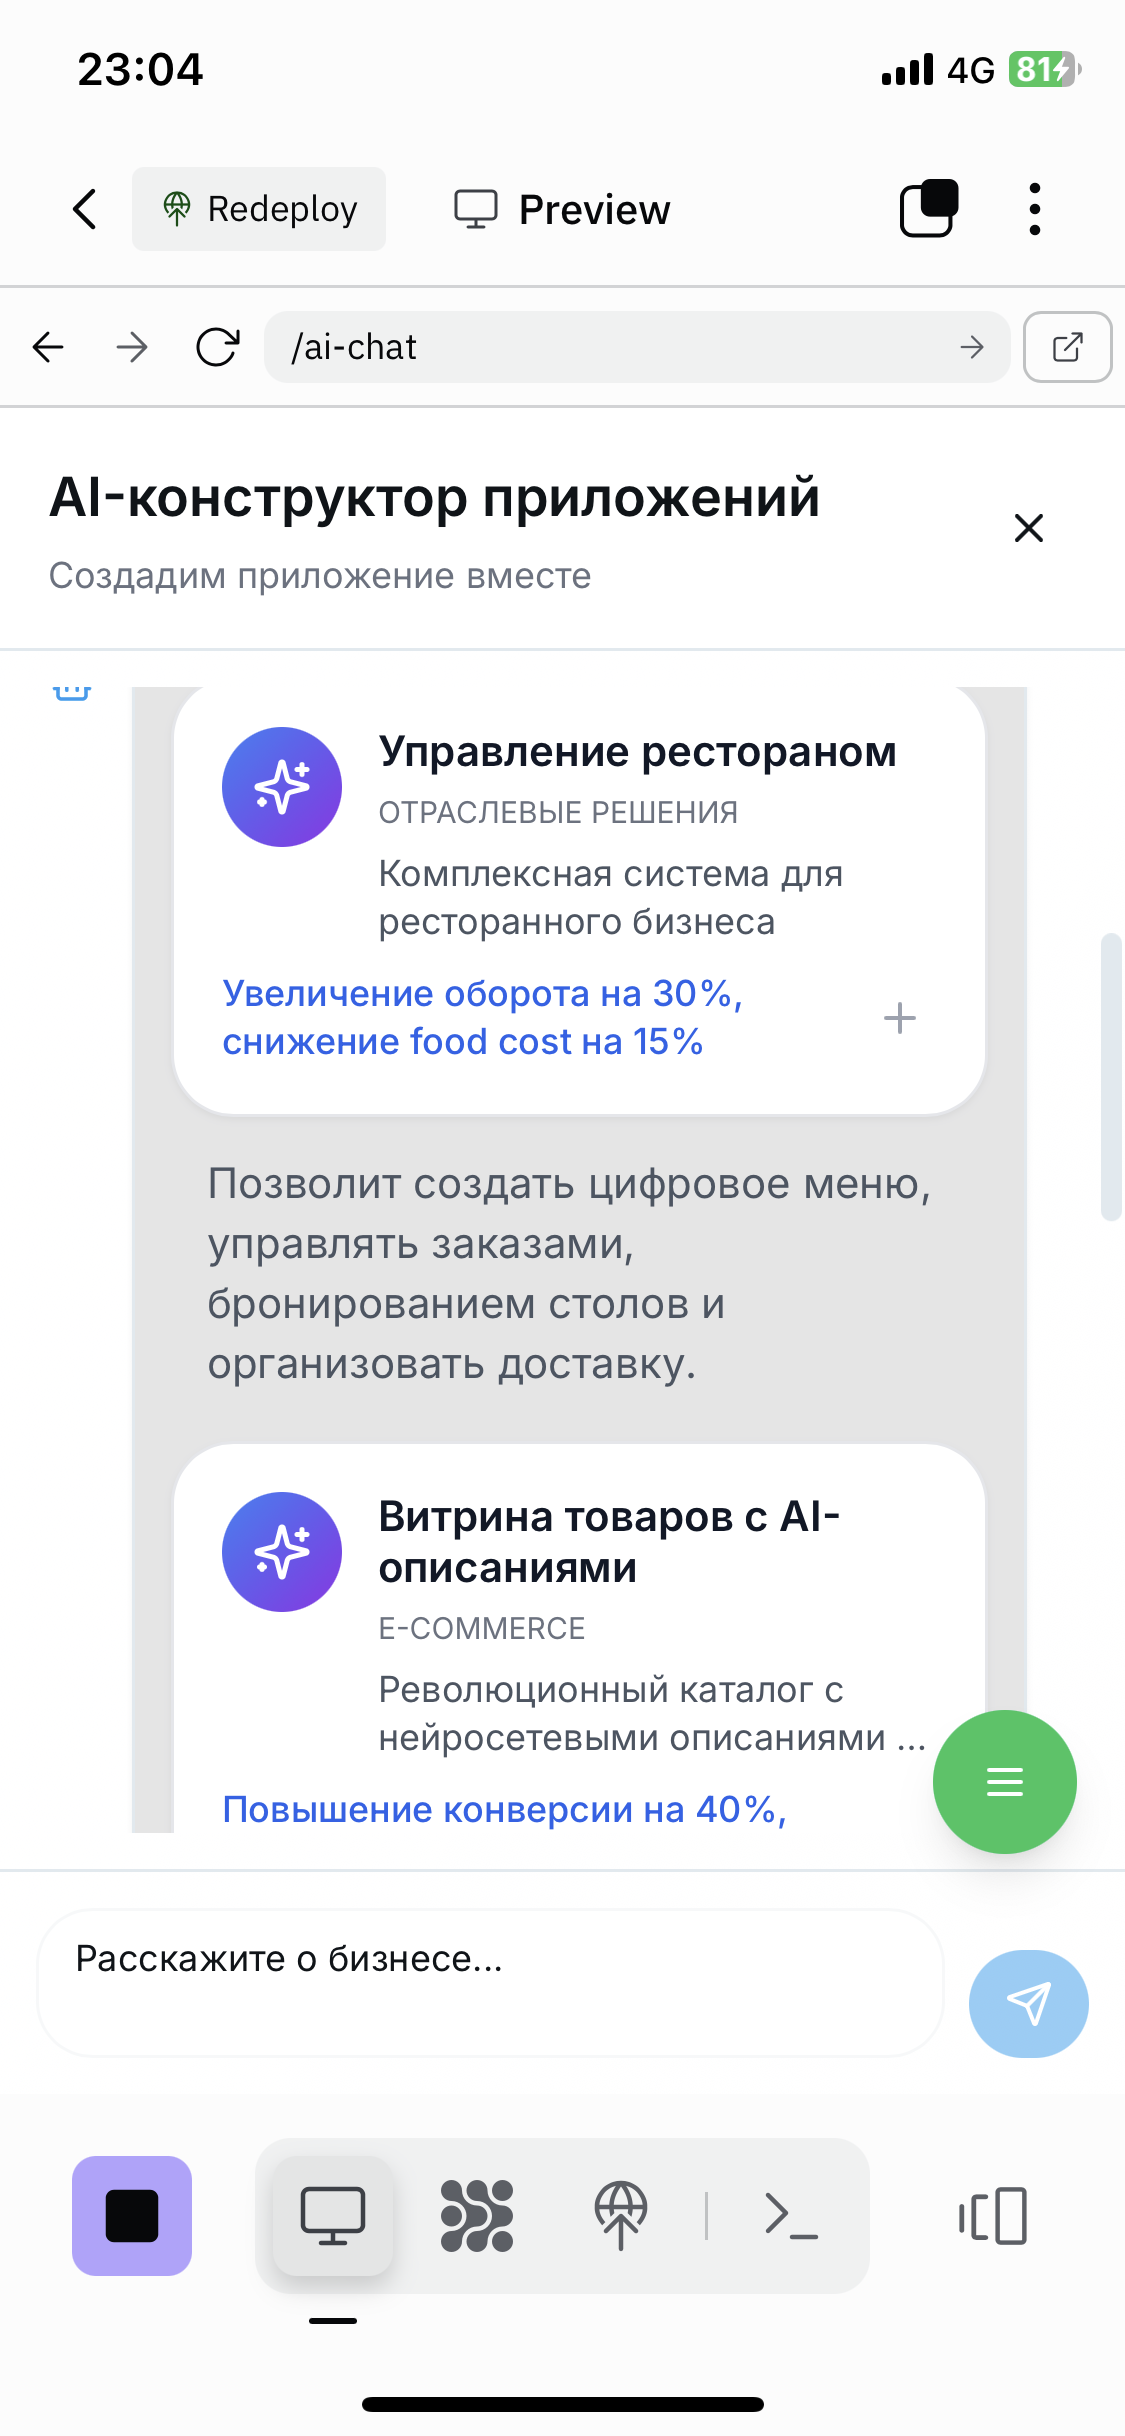 23:04
4G
81
Redeploy
Preview
/ai-chat
AI-конструктор приложений
Создадим приложение вместе
Управление рестораном
ОТРАСЛЕВЫЕ РЕШЕНИЯ
Комплексная система для
ресторанного бизнеса
Увеличение оборота на 30%,
снижение food cost на 15%
Позволит создать цифровое меню,
управлять заказами,
бронированием столов и
организовать доставку.
Витрина товаров с AI-
описаниями
E-COMMERCE
Революционный каталог с
нейросетевыми описаниями ...
Повышение конверсии на 40%,
Расскажите о бизнесе...